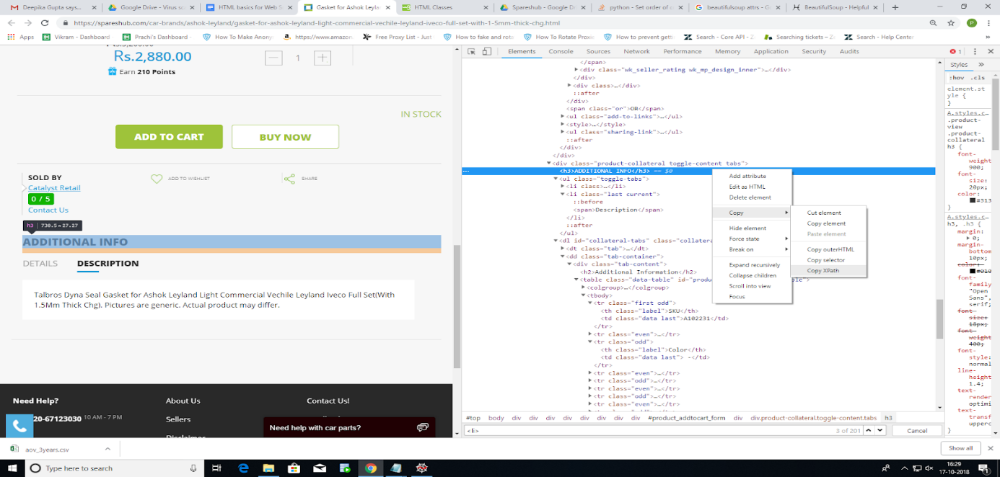 Deepika Gupta says...
Google Drive - Virus sc
HTML basics for Web S
Gasket for Ashok Leyla
HTML Classes
Spareshub - Google Dr
python - Set order of c
beautifulsoup attrs - G
BeautifulSoup - Helpful
https://spareshub.com/car-brands/ashok-leyland/gasket-for-ashok-leyland-light-commercial-vechile-leyland-iveco-full-set-with-1-5mm-thick-chg.html
P
Apps
Vikram - Dashboard
Prachi's Dashboard -
How To Make Anony
https://www.amazon.
Free Proxy List - Just
How to fake and rota
How To Rotate Proxie
How to prevent getti
Search - Core API - Z
Searching tickets – Z
Search - Help Center
Rs.2,880.00
1
Earn 210 Points
IN STOCK
ADD TO CART
BUY NOW
SOLD BY
ADD TO WISHLIST
SHARE
Catalyst Retail
0 / 5
Contact Us
h3 | 730.5 × 27.27
ADDITIONAL INFO
DETAILS
DESCRIPTION
Talbros Dyna Seal Gasket for Ashok Leyland Light Commercial Vechile Leyland Iveco Full Set(With
1.5Mm Thick Chg). Pictures are generic. Actual product may differ.
Need Help?
About Us
Contact Us!
20-67123030 10 AM - 7 PM
Sellers
Disclaimer
Need help with car parts?
Elements
Console
Sources
Network
Performance
Memory
Application
Security
Audits
1
</span>
<div class="wk_seller_rating wk_mp_design_inner">…</div>
</div>
<div class>…</div>
::after
</div>
<span class="or">OR</span>
<ul class="add-to-links">…</ul>
<style>…</style>
<ul class="sharing-link">…</ul>
::after
</div>
</div>
<div class="product-collateral toggle-content tabs">
<h3>ADDITIONAL INFO</h3> == $0
<ul class="toggle-tabs">
<li class>…</li>
<li class="last current">
::before
<span>Description</span>
</li>
::after
</ul>
<dl id="collateral-tabs" class="collatera
<dt class="tab">…</dt>
<dd class="tab-container">
<div class="tab-content">
<h2>Additional Information</h2>
<table class="data-table" id="produ
<colgroup>…</colgroup>
<tbody>
<tr class="first odd">
<th class="label">SKU</th>
<td class="data last">A102231</td>
</tr>
<tr class="even">…</tr>
<tr class="odd">
<th class="label">Color</th>
<td class="data last"> -</td>
</tr>
<tr class="even">…</tr>
<tr class="odd">…</tr>
<tr class="even">…</tr>
<tr class="odd">…</tr>
<tr class="even">…</tr>
Add attribute
Edit as HTML
Delete element
Copy
Hide element
Force state
Break on
Expand recursively
Collapse children
Scroll into view
Focus
Cut element
Copy element
Paste element
Copy outerHTML
Copy selector
Copy XPath
#top
body
div
div
div
div
div
div
div
div
#product_addtocart_form
div
div.product-collateral.toggle-content.tabs
h3
<li>
3 of 201
Cancel
Styles
:hov .cls
element.st
yle {
}
A.styles.c…
.product-
view
.product-
collateral
h3 {
font-
weight
900;
font-
size:
20px;
color:
#313
}
A.styles.c…
h3, .h3 {
margin:
0;
margin-
bottom
10px;
color:
#010
font-
family
"Open
Sans",
serif;
font-
size:
18px;
font-
weight
400;
font-
style:
normal
line-
height
1.4;
text-
render
optimi
text-
transf
upperc
}
aov_3years.csv
Show all
Type here to search
16:29
17-10-2018
1